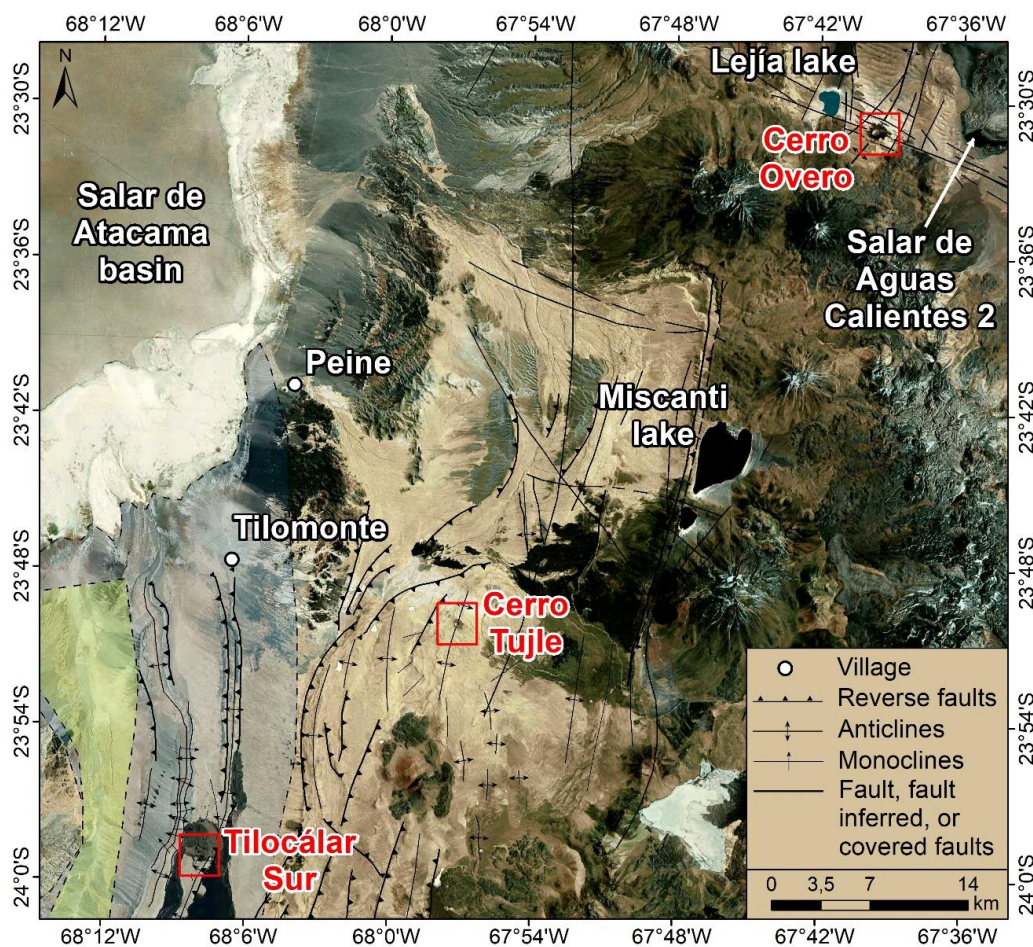 68°12'W 68°6'W 68°0'W 67°54'W 67°48'W 67°42'W 67°36'W
N
23°30'S
23°36'S
23°42'S
23°48'S
23°54'S
24°0'S
Lejía lake
Cerro
Overo
Salar de
Atacama
basin
Salar de
Aguas
Calientes 2
Peine
Miscanti
lake
Tilomonte
Cerro
Tujle
Tilocálar
Sur
Village
Reverse faults
Anticlines
Monoclines
Fault, fault
inferred, or
covered faults
0 3,5 7 14
km
23°30'S
23°36'S
23°42'S
23°48'S
23°54'S
24°0'S
68°12'W 68°6'W 68°0'W 67°54'W 67°48'W 67°42'W 67°36'W